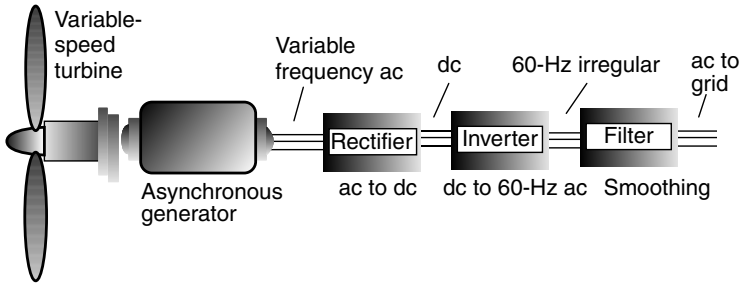 Variable-
speed
turbine
Variable
frequency ac
dc
60-Hz irregular
ac to
grid
Rectifier
Inverter
Filter
Asynchronous
generator
ac to dc
dc to 60-Hz ac
Smoothing